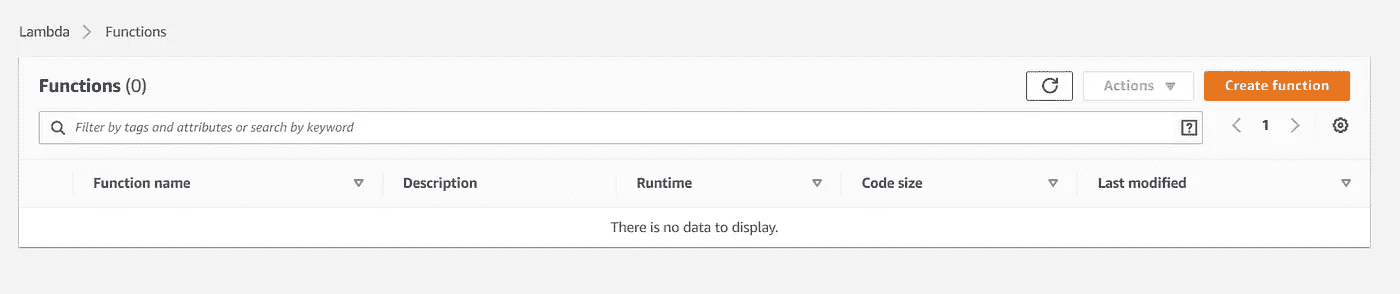 Lambda Functions
Functions (0) Actions Create function
Filter by tags and attributes or search by keyword ? 1
Function name Description Runtime Code size Last modified
There is no data to display.